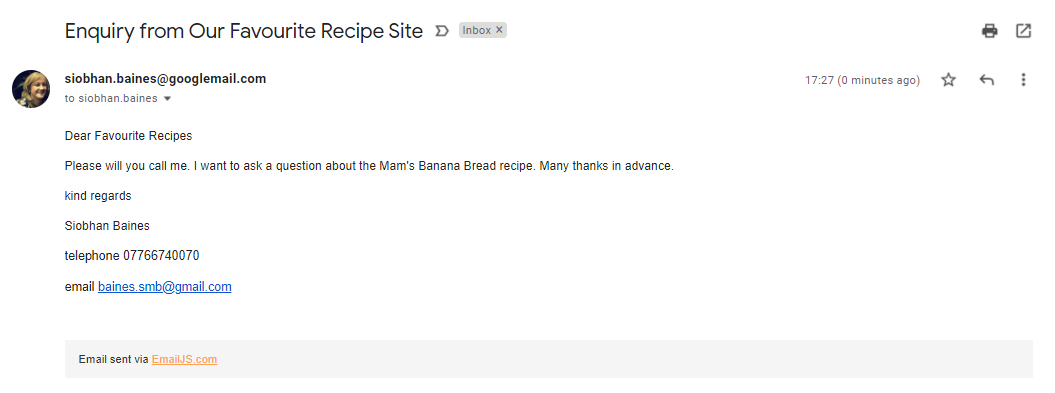 Enquiry from Our Favourite Recipe Site Inbox ×
siobhan.baines@googlemail.com 17:27 (0 minutes ago)
to siobhan.baines
Dear Favourite Recipes
Please will you call me. I want to ask a question about the Mam's Banana Bread recipe. Many thanks in advance.
kind regards
Siobhan Baines
telephone 07766740070
email baines.smb@gmail.com
Email sent via EmailJS.com